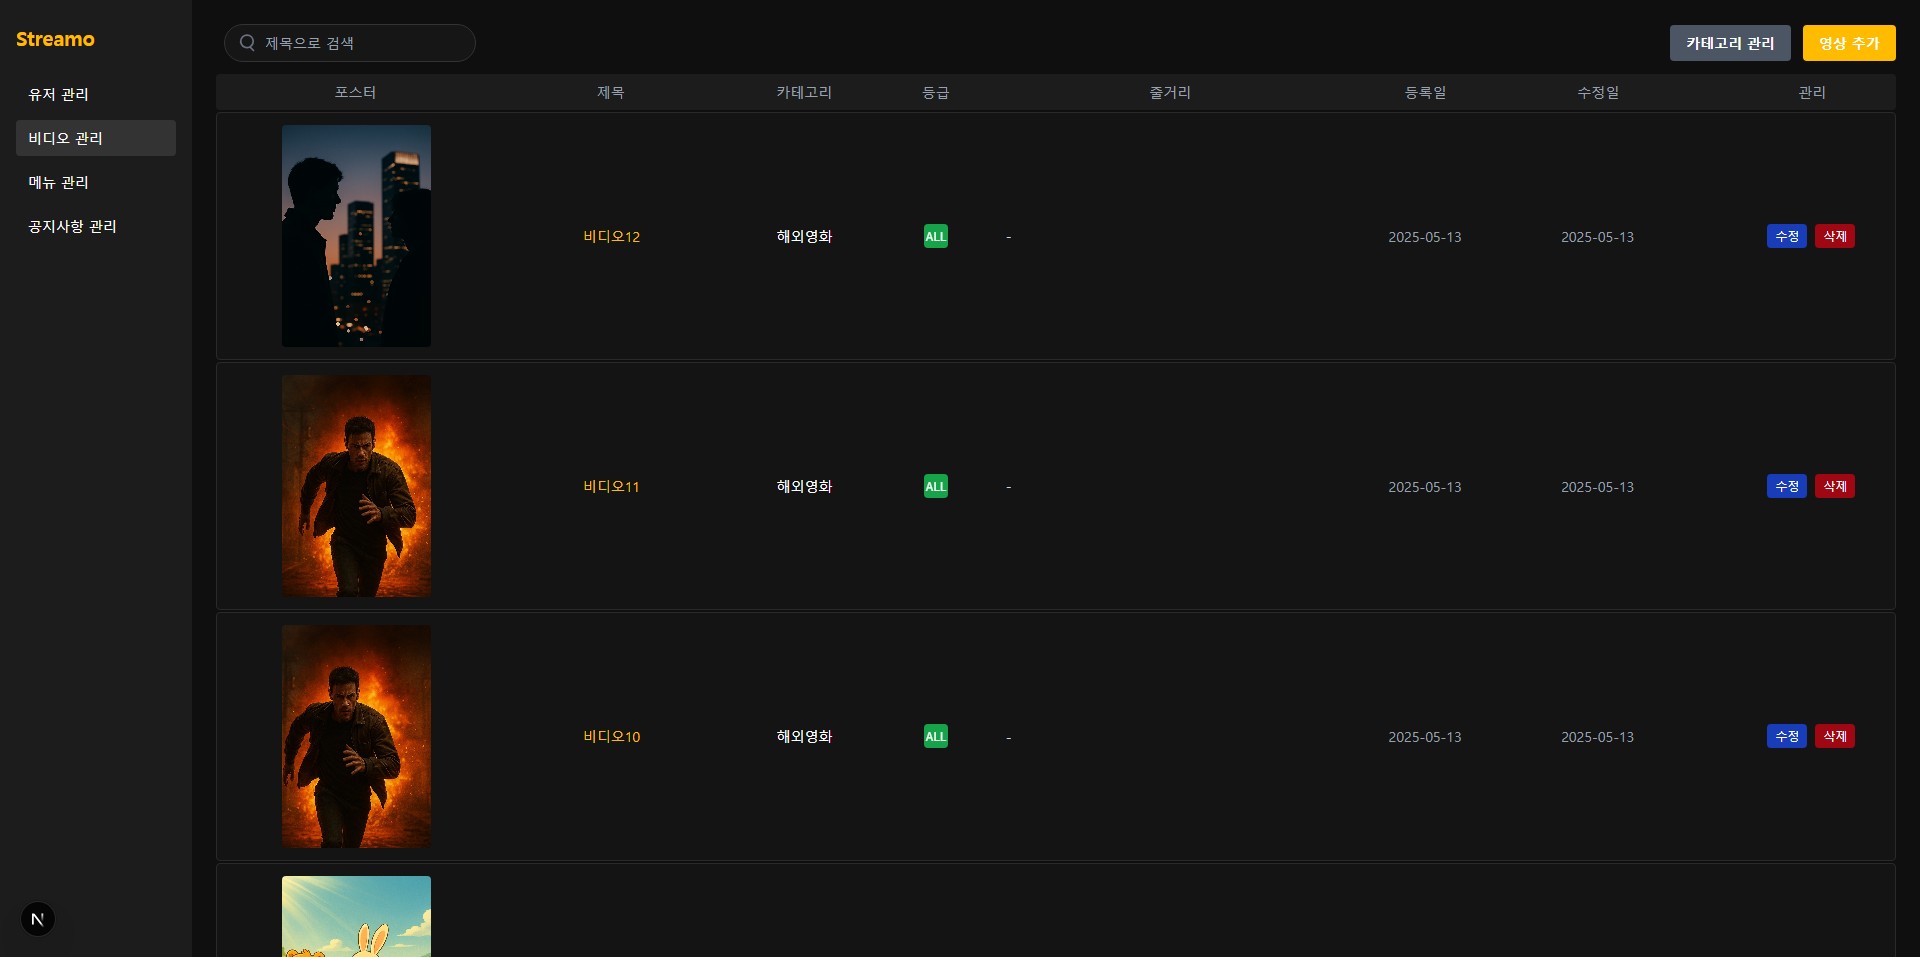 Streamo
유저 관리
비디오 관리
메뉴 관리
공지사항 관리
제목으로 검색
카테고리 관리 영상 추가
포스터 제목 카테고리 등급 줄거리 등록일 수정일 관리
비디오12 해외영화 ALL - 2025-05-13 2025-05-13 수정 삭제
비디오11 해외영화 ALL - 2025-05-13 2025-05-13 수정 삭제
비디오10 해외영화 ALL - 2025-05-13 2025-05-13 수정 삭제
N